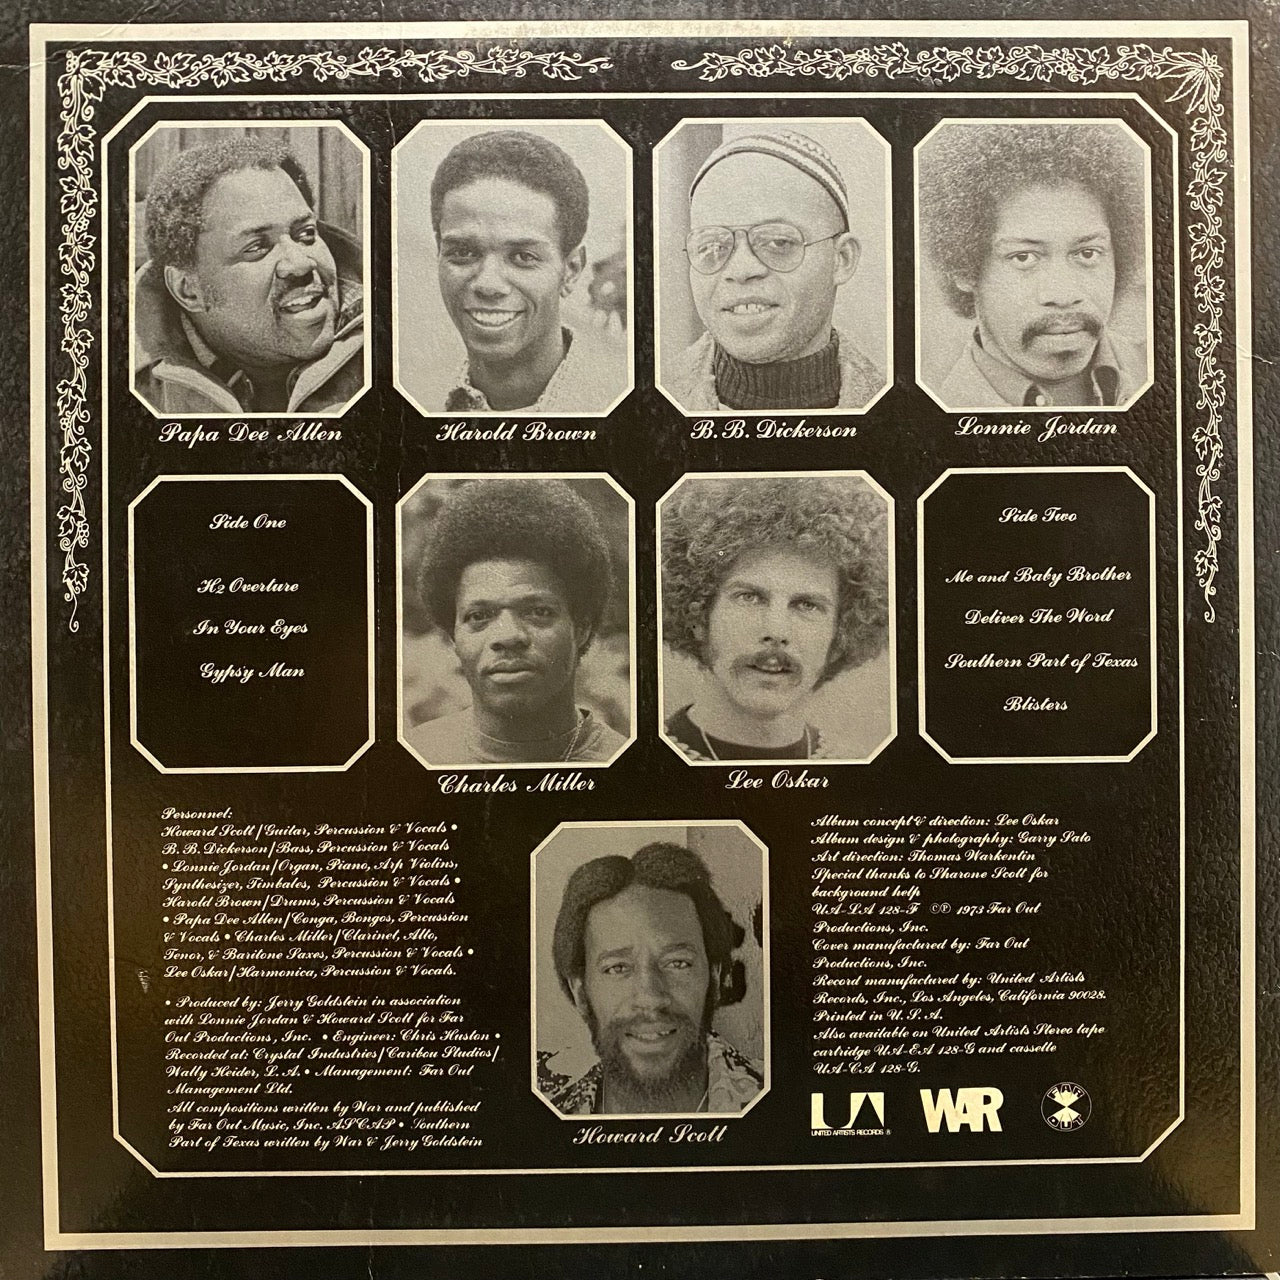 Papa Dee Allen
Harold Brown
B.B. Dickerson
Lonnie Jordan
Side One
H2 Overture
In Your Eyes
Gypsy Man
Charles Miller
Lee Oskar
Side Two
Me and Baby Brother
Deliver The Word
Southern Part of Texas
Blisters
Personnel:
Howard Scott/Guitar, Percussion & Vocals •
B.B. Dickerson/Bass, Percussion & Vocals
• Lonnie Jordan/Organ, Piano, Arp Violins,
Synthesizer, Timbales, Percussion & Vocals •
Harold Brown/Drums, Percussion & Vocals
• Papa Dee Allen/Conga, Bongos, Percussion
& Vocals • Charles Miller/Clarinet, Alto,
Tenor, & Baritone Saxes, Percussion & Vocals •
Lee Oskar/Harmonica, Percussion & Vocals.
• Produced by: Jerry Goldstein in association
with Lonnie Jordan & Howard Scott for Far
Out Productions, Inc. • Engineer: Chris Huston •
Recorded at: Crystal Industries/Caribou Studios/
Wally Heider, L.A. • Management: Far Out
Management Ltd.
All compositions written by War and published
by Far Out Music, Inc. ASCAP • Southern
Part of Texas written by War & Jerry Goldstein
Howard Scott
Album concept & direction: Lee Oskar
Album design & photography: Garry Sato
Art direction: Thomas Warkentin
Special thanks to Sharone Scott for
background help
UA-LA 128-F ©℗ 1973 Far Out
Productions, Inc.
Cover manufactured by: Far Out
Productions, Inc.
Record manufactured by: United Artists
Records, Inc., Los Angeles, California 90028.
Printed in U.S.A.
Also available on United Artists Stereo tape
cartridge UA-EA 128-G and cassette
UA-CA 128-G.
UA
UNITED ARTISTS RECORDS ®
WAR
FAR
OUT